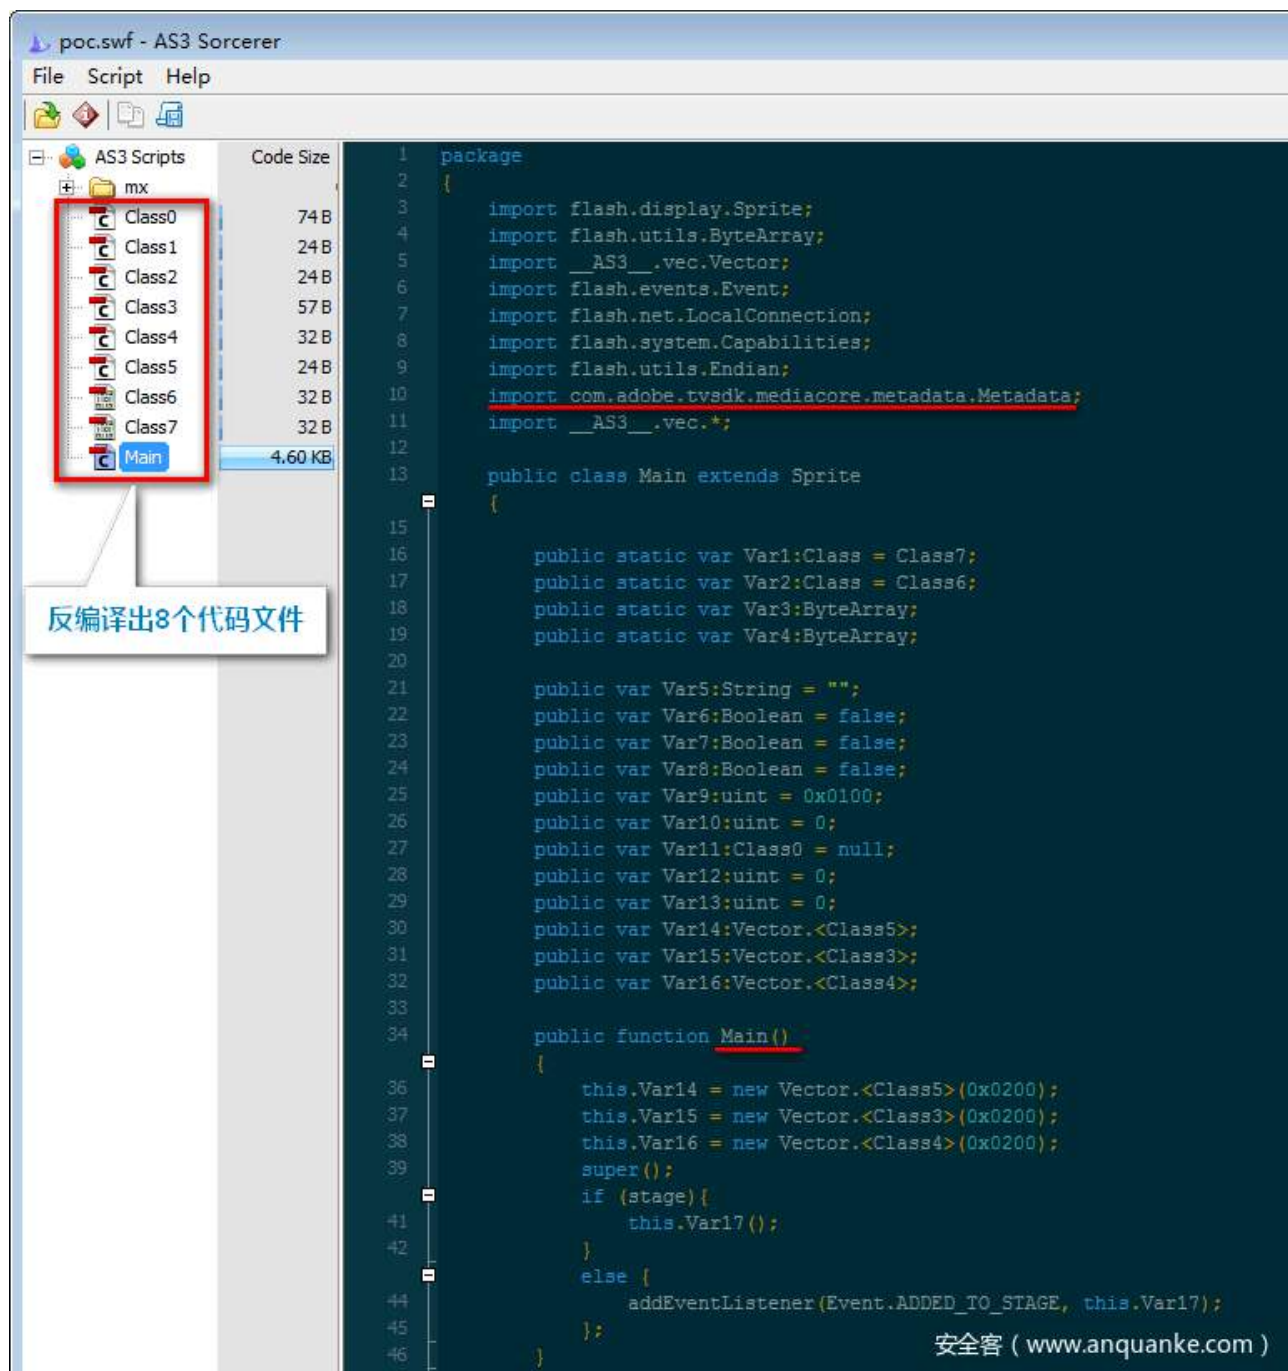 poc.swf - AS3 Sorcerer
File Script Help
AS3 Scripts Code Size
mx
Class0 74 B
Class1 24 B
Class2 24 B
Class3 57 B
Class4 32 B
Class5 24 B
Class6 32 B
Class7 32 B
Main 4.60 KB
反编译出8个代码文件
1 package
2 {
3 import flash.display.Sprite;
4 import flash.utils.ByteArray;
5 import __AS3__.vec.Vector;
6 import flash.events.Event;
7 import flash.net.LocalConnection;
8 import flash.system.Capabilities;
9 import flash.utils.Endian;
10 import com.adobe.tvsdk.mediacore.metadata.Metadata;
11 import __AS3__.vec.*;
12
13 public class Main extends Sprite
{
15
16 public static var Var1:Class = Class7;
17 public static var Var2:Class = Class6;
18 public static var Var3:ByteArray;
19 public static var Var4:ByteArray;
20
21 public var Var5:String = "";
22 public var Var6:Boolean = false;
23 public var Var7:Boolean = false;
24 public var Var8:Boolean = false;
25 public var Var9:uint = 0x0100;
26 public var Var10:uint = 0;
27 public var Var11:Class0 = null;
28 public var Var12:uint = 0;
29 public var Var13:uint = 0;
30 public var Var14:Vector.<Class5>;
31 public var Var15:Vector.<Class3>;
32 public var Var16:Vector.<Class4>;
33
34 public function Main()
{
36 this.Var14 = new Vector.<Class5>(0x0200);
37 this.Var15 = new Vector.<Class3>(0x0200);
38 this.Var16 = new Vector.<Class4>(0x0200);
39 super();
if (stage){
41 this.Var17();
42 }
else {
44 addEventListener(Event.ADDED_TO_STAGE, this.Var17);
45 };
46 }
安全客（www.anquanke.com）